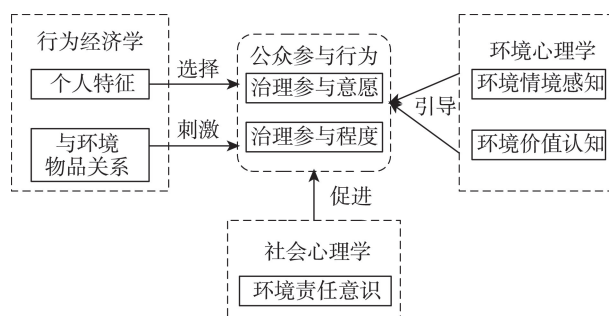 行为经济学
个人特征
与环境
物品关系
选择
刺激
公众参与行为
治理参与意愿
治理参与程度
引导
环境心理学
环境情境感知
环境价值认知
促进
社会心理学
环境责任意识